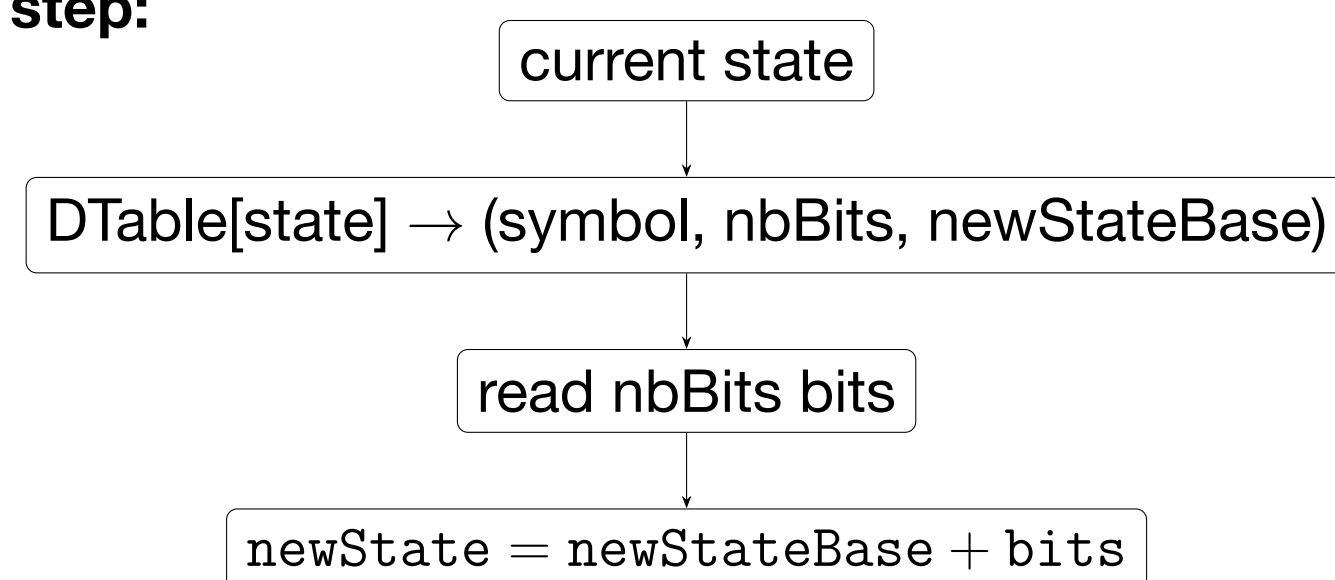 step:
current state
DTable[state] → (symbol, nbBits, newStateBase)
read nbBits bits
newState = newStateBase + bits